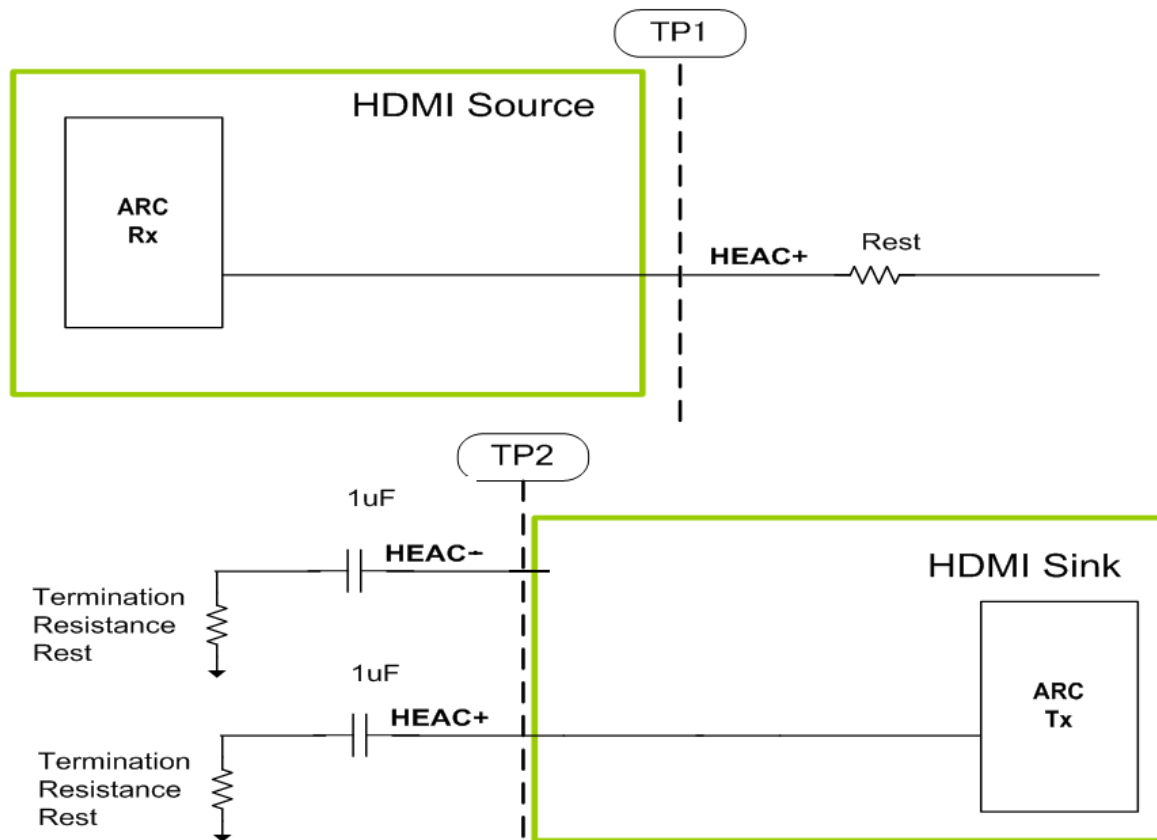 TP1
HDMI Source
ARC
Rx
HEAC+
Rest
TP2
1uF
HEAC-
HDMI Sink
Termination
Resistance
Rest
1uF
HEAC+
ARC
Tx
Termination
Resistance
Rest